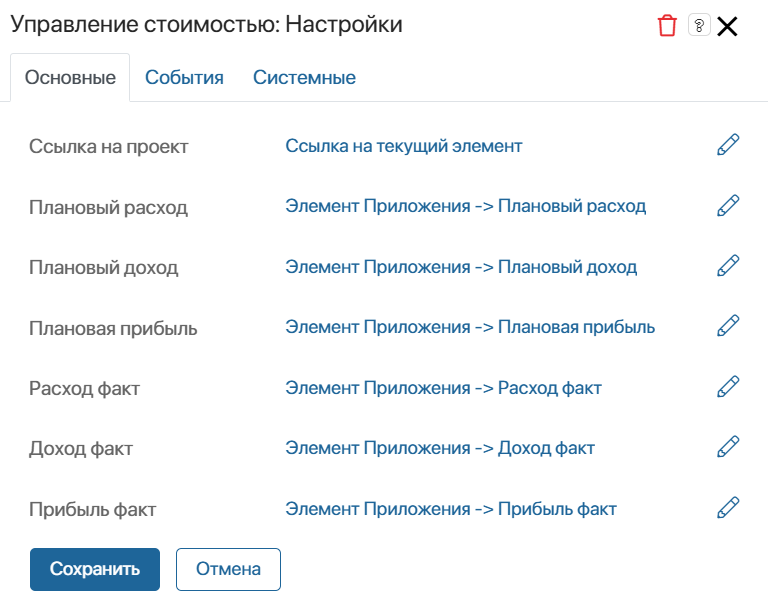 Управление стоимостью: Настройки ?
Основные События Системные
Ссылка на проект Ссылка на текущий элемент
Плановый расход Элемент Приложения -> Плановый расход
Плановый доход Элемент Приложения -> Плановый доход
Плановая прибыль Элемент Приложения -> Плановая прибыль
Расход факт Элемент Приложения -> Расход факт
Доход факт Элемент Приложения -> Доход факт
Прибыль факт Элемент Приложения -> Прибыль факт
Сохранить Отмена